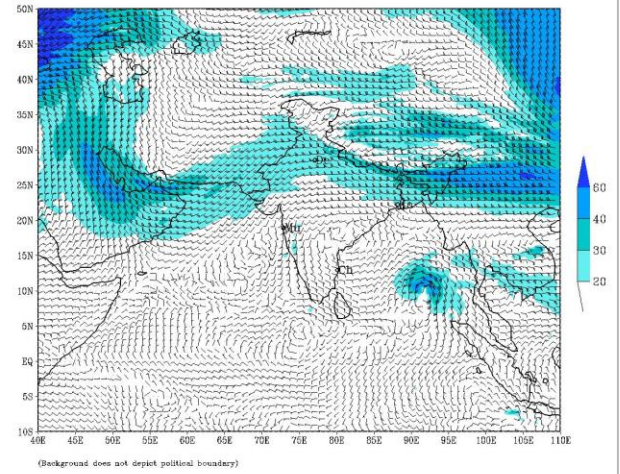 50N
45N
40N
35N
30N
25N
20N
15N
10N
5N
EQ
5S
10S
40E 45E 50E 55E 60E 65E 70E 75E 80E 85E 90E 95E 100E 105E 110E
60
40
30
20
Ch
(Background does not depict political boundary)